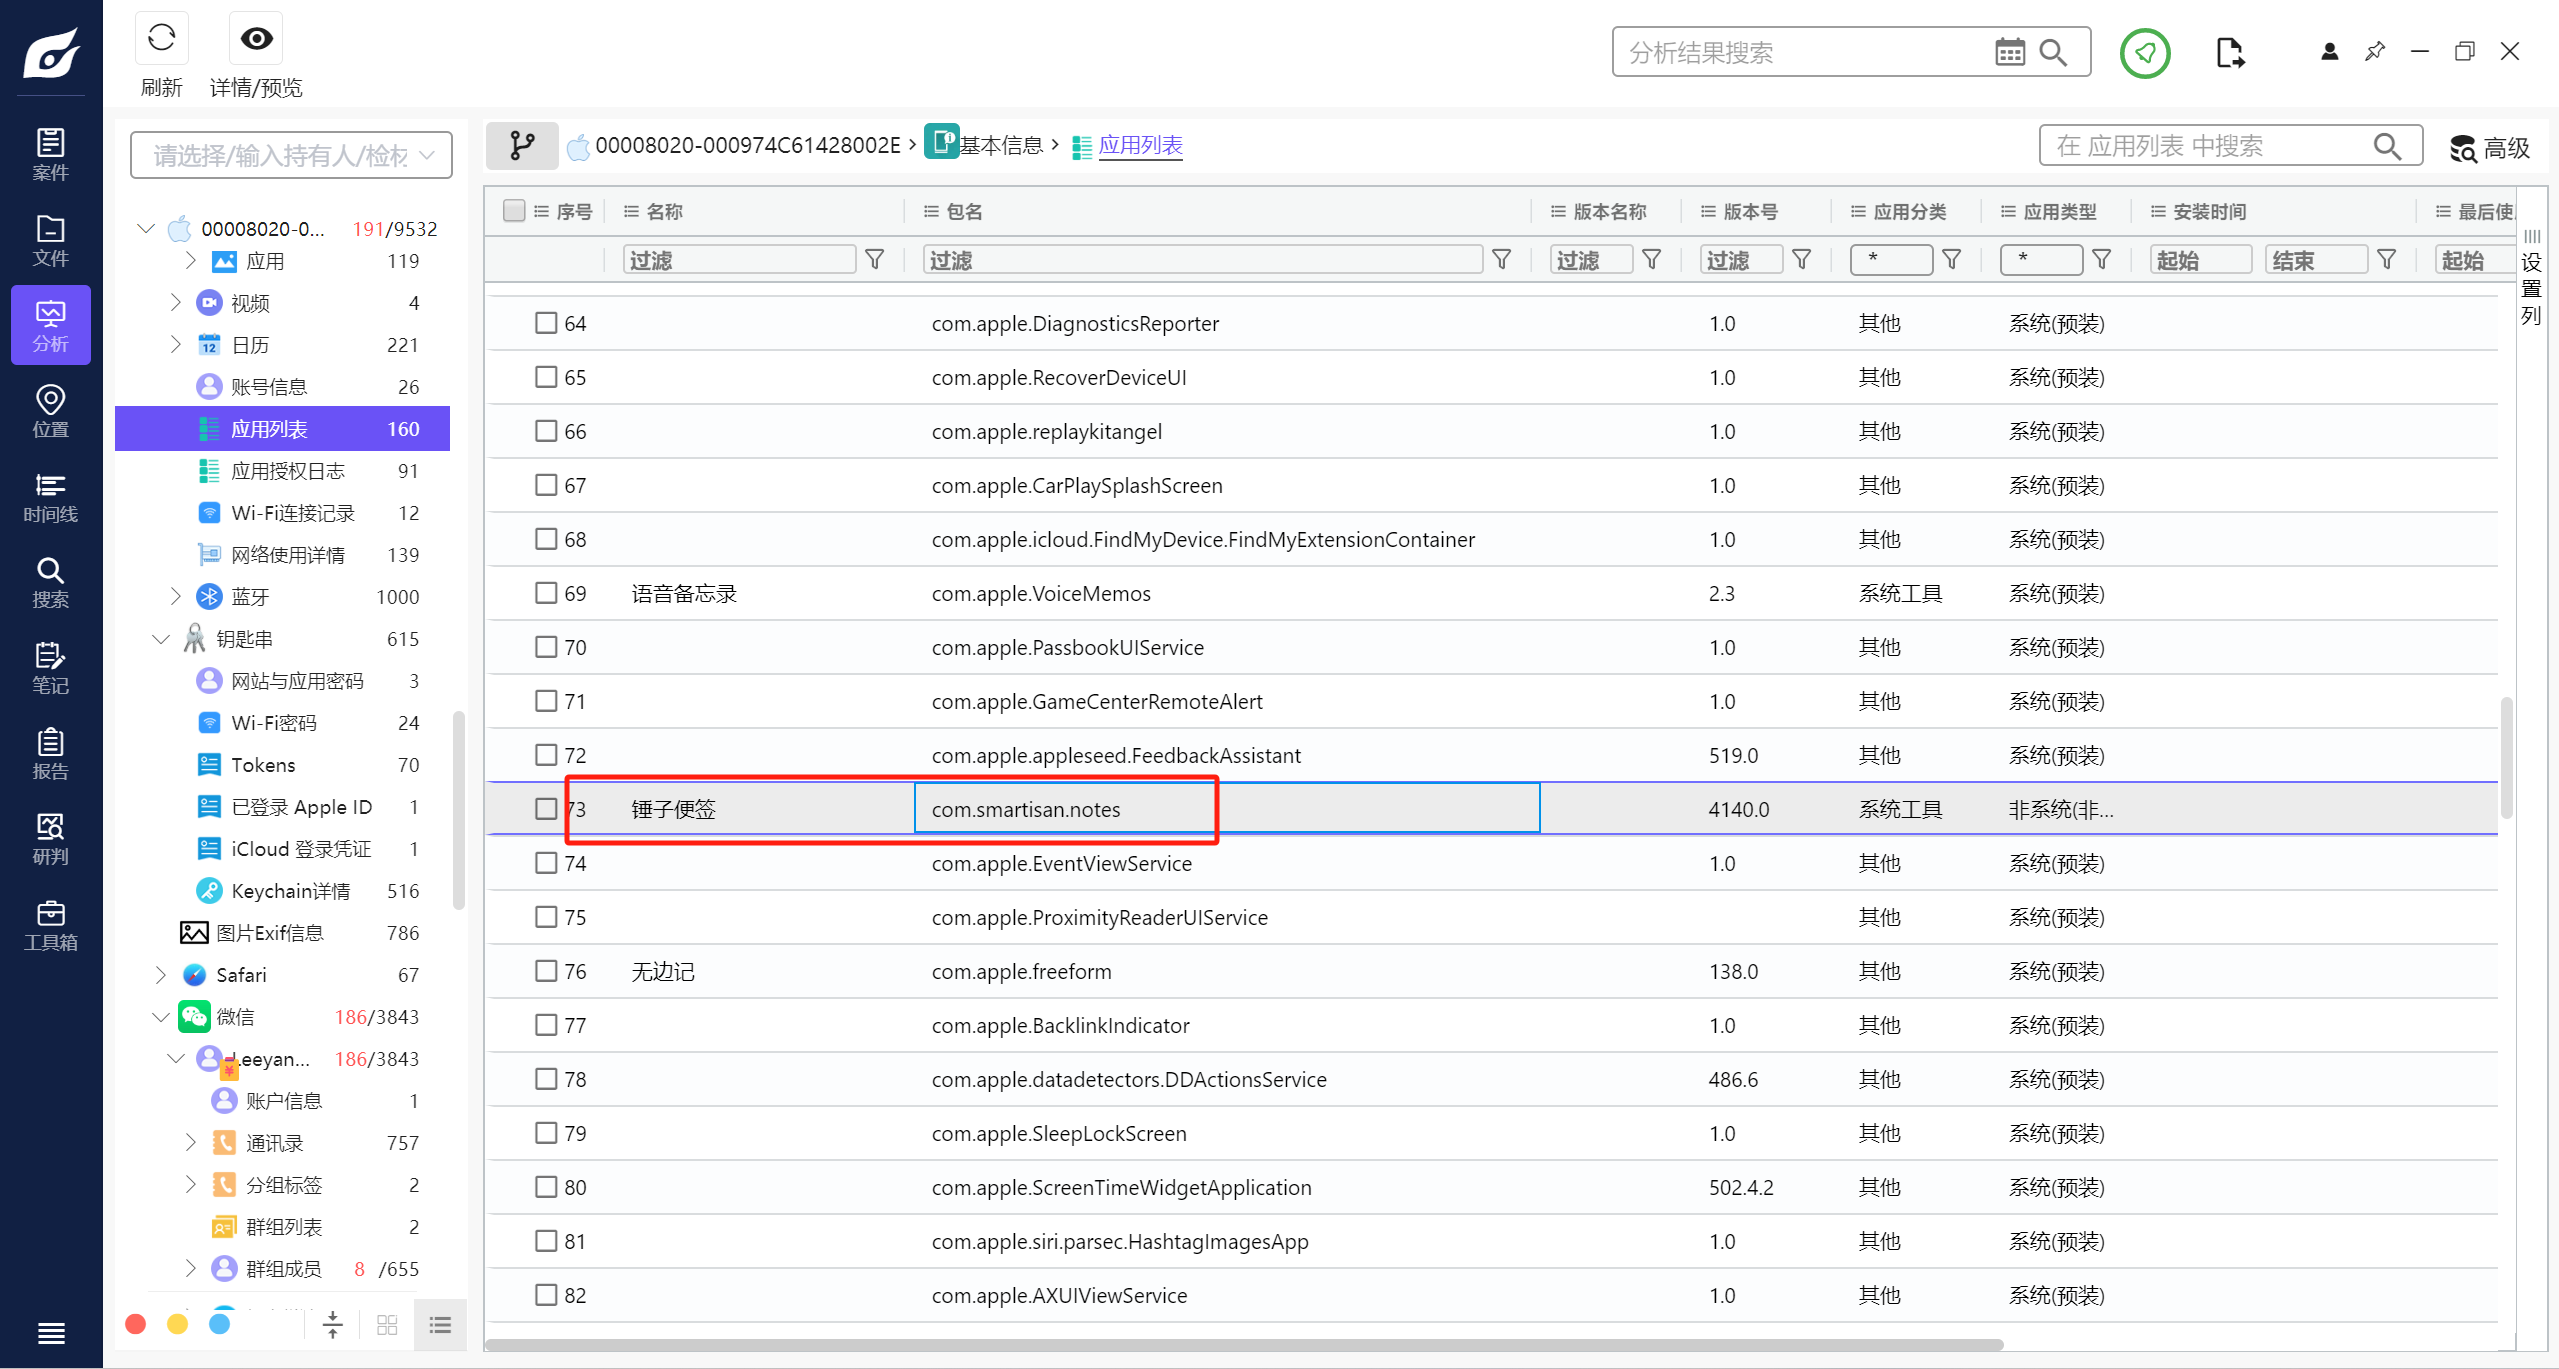 刷新
详情/预览
分析结果搜索
案件
文件
分析
位置
时间线
搜索
笔记
报告
研判
工具箱
请选择/输入持有人/检材
00008020-0... 191/9532
应用 119
视频 4
日历 221
账号信息 26
应用列表 160
应用授权日志 91
Wi-Fi连接记录 12
网络使用详情 139
蓝牙 1000
钥匙串 615
网站与应用密码 3
Wi-Fi密码 24
Tokens 70
已登录 Apple ID 1
iCloud 登录凭证 1
Keychain详情 516
图片Exif信息 786
Safari 67
微信 186/3843
Leeyan... 186/3843
账户信息 1
通讯录 757
分组标签 2
群组列表 2
群组成员 8 /655
00008020-000974C61428002E › 基本信息 › 应用列表
在 应用列表 中搜索
高级
序号 名称 包名 版本名称 版本号 应用分类 应用类型 安装时间 最后使
过滤 过滤 过滤 过滤 * * 起始 结束 起始
设置列
64 com.apple.DiagnosticsReporter 1.0 其他 系统(预装)
65 com.apple.RecoverDeviceUI 1.0 其他 系统(预装)
66 com.apple.replaykitangel 1.0 其他 系统(预装)
67 com.apple.CarPlaySplashScreen 1.0 其他 系统(预装)
68 com.apple.icloud.FindMyDevice.FindMyExtensionContainer 1.0 其他 系统(预装)
69 语音备忘录 com.apple.VoiceMemos 2.3 系统工具 系统(预装)
70 com.apple.PassbookUIService 1.0 其他 系统(预装)
71 com.apple.GameCenterRemoteAlert 1.0 其他 系统(预装)
72 com.apple.appleseed.FeedbackAssistant 519.0 其他 系统(预装)
73 锤子便签 com.smartisan.notes 4140.0 系统工具 非系统(非...
74 com.apple.EventViewService 1.0 其他 系统(预装)
75 com.apple.ProximityReaderUIService 其他 系统(预装)
76 无边记 com.apple.freeform 138.0 其他 系统(预装)
77 com.apple.BacklinkIndicator 1.0 其他 系统(预装)
78 com.apple.datadetectors.DDActionsService 486.6 其他 系统(预装)
79 com.apple.SleepLockScreen 1.0 其他 系统(预装)
80 com.apple.ScreenTimeWidgetApplication 502.4.2 其他 系统(预装)
81 com.apple.siri.parsec.HashtagImagesApp 1.0 其他 系统(预装)
82 com.apple.AXUIViewService 1.0 其他 系统(预装)